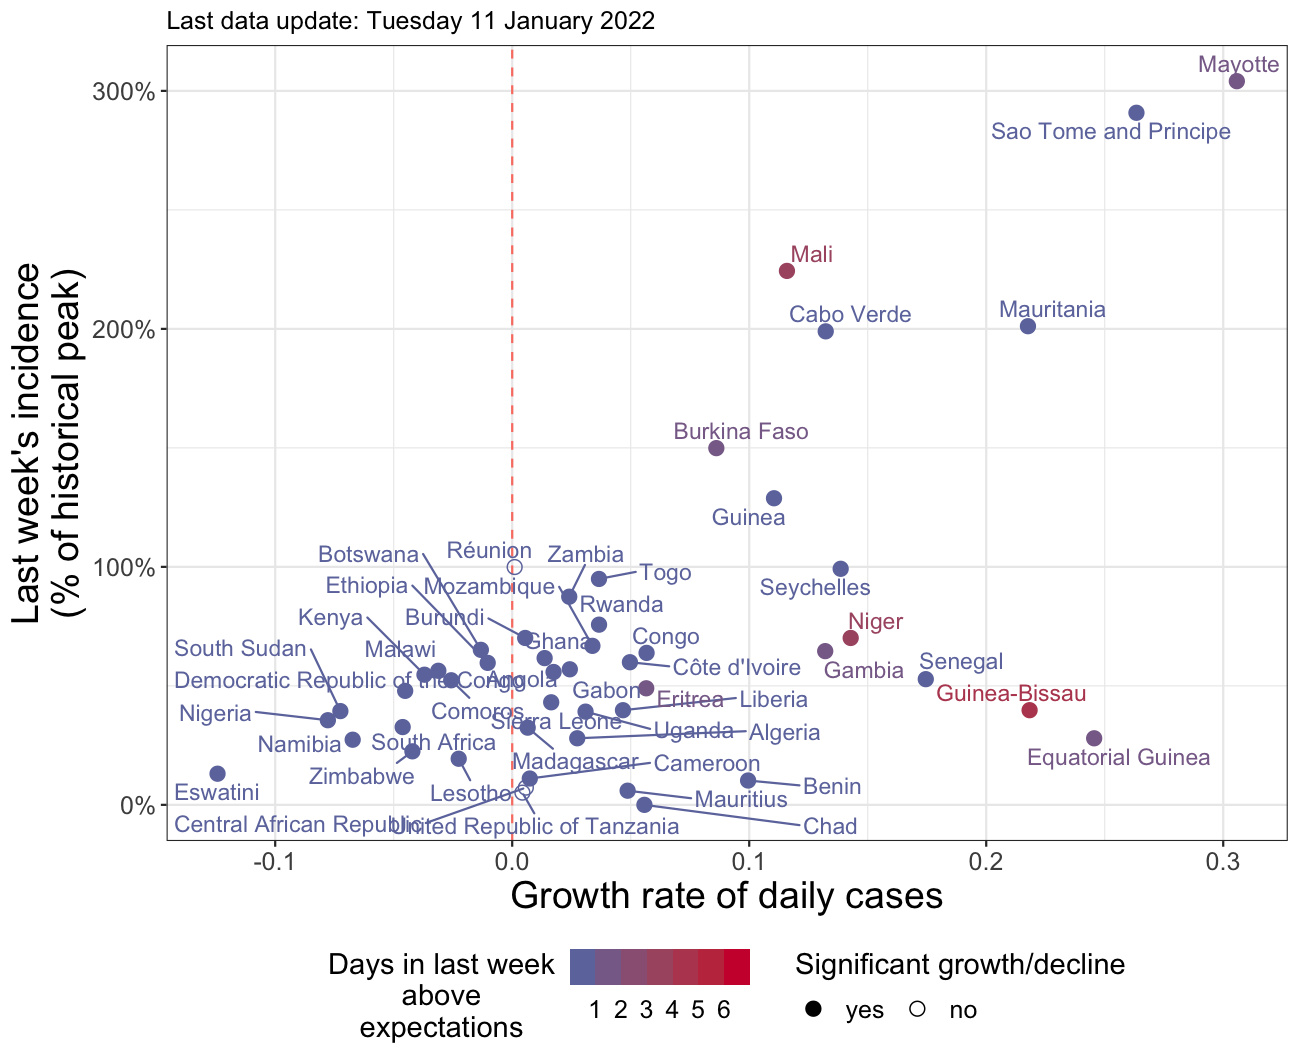 Last data update: Tuesday 11 January 2022
Last week's incidence
(% of historical peak)
300%
200%
100%
0%
Mayotte
Sao Tome and Principe
Mali
Mauritania
Cabo Verde
Burkina Faso
Guinea
Botswana
Réunion
Zambia
Togo
Ethiopia
Mozambique
Seychelles
Rwanda
Kenya
Burundi
Niger
South Sudan
Malawi
Ghana
Congo
Côte d'Ivoire
Gambia
Senegal
Democratic Republic of the Congo
Angola
Gabon
Eritrea
Liberia
Guinea-Bissau
Nigeria
Comoros
Sierra Leone
Uganda
Algeria
Namibia
South Africa
Equatorial Guinea
Madagascar
Cameroon
Zimbabwe
Benin
Eswatini
Lesotho
Mauritius
Central African Republic
United Republic of Tanzania
Chad
-0.1
0.0
0.1
0.2
0.3
Growth rate of daily cases
Days in last week
above
expectations
1 2 3 4 5 6
Significant growth/decline
yes
no